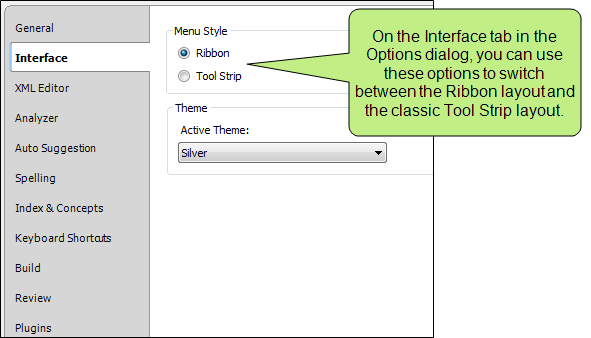 General
Interface
XML Editor
Analyzer
Auto Suggestion
Spelling
Index & Concepts
Keyboard Shortcuts
Build
Review
Plugins
Menu Style
Ribbon
Tool Strip
Theme
Active Theme:
Silver
On the Interface tab in the
Options dialog, you can use
these options to switch
between the Ribbon layout and
the classic Tool Strip layout.